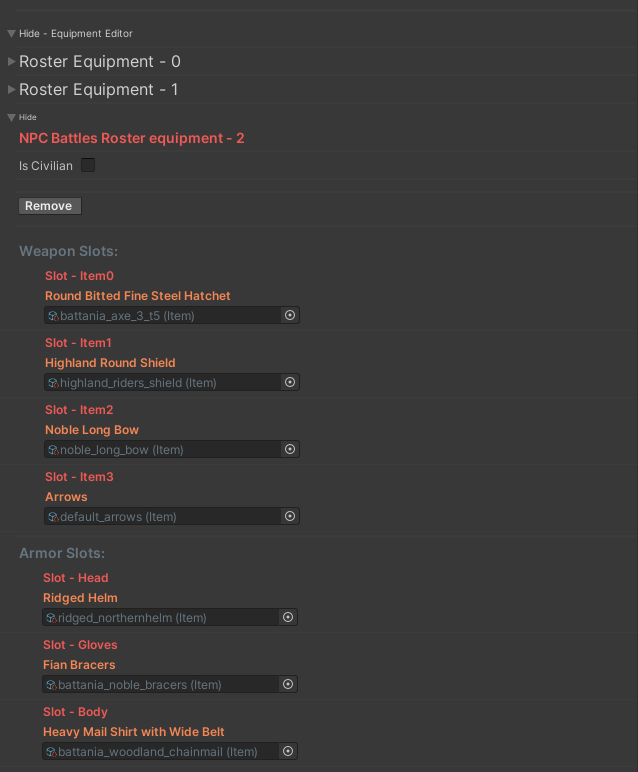 Hide - Equipment Editor
Roster Equipment - 0
Roster Equipment - 1
Hide
NPC Battles Roster equipment - 2
Is Civilian
Remove
Weapon Slots:
Slot - Item0
Round Bitted Fine Steel Hatchet
battania_axe_3_t5 (Item)
Slot - Item1
Highland Round Shield
highland_riders_shield (Item)
Slot - Item2
Noble Long Bow
noble_long_bow (Item)
Slot - Item3
Arrows
default_arrows (Item)
Armor Slots:
Slot - Head
Ridged Helm
ridged_northernhelm (Item)
Slot - Gloves
Fian Bracers
battania_noble_bracers (Item)
Slot - Body
Heavy Mail Shirt with Wide Belt
battania_woodland_chainmail (Item)